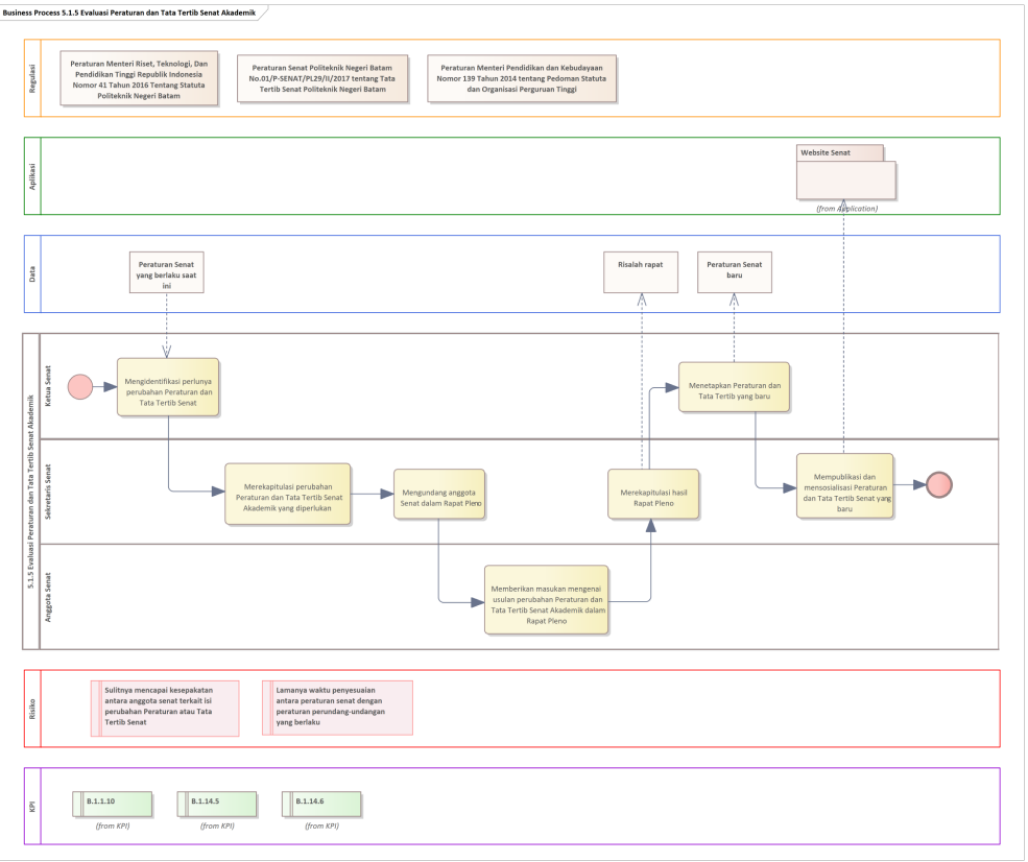 Business Process 5.1.5 Evaluasi Peraturan dan Tata Tertib Senat Akademik
Regulasi
Peraturan Menteri Riset, Teknologi, Dan
Pendidikan Tinggi Republik Indonesia
Nomor 41 Tahun 2016 Tentang Statuta
Politeknik Negeri Batam
Peraturan Senat Politeknik Negeri Batam
No.01/P-SENAT/PL29/II/2017 tentang Tata
Tertib Senat Politeknik Negeri Batam
Peraturan Menteri Pendidikan dan Kebudayaan
Nomor 139 Tahun 2014 tentang Pedoman Statuta
dan Organisasi Perguruan Tinggi
Aplikasi
Website Senat
(from Application)
Data
Peraturan Senat
yang berlaku saat
ini
Risalah rapat
Peraturan Senat
baru
5.1.5 Evaluasi Peraturan dan Tata Tertib Senat Akademik
Ketua Senat
Mengidentifikasi perlunya
perubahan Peraturan dan
Tata Tertib Senat
Menetapkan Peraturan dan
Tata Tertib yang baru
Sekretaris Senat
Merekapitulasi perubahan
Peraturan dan Tata Tertib Senat
Akademik yang diperlukan
Mengundang anggota
Senat dalam Rapat Pleno
Merekapitulasi hasil
Rapat Pleno
Mempublikasi dan
mensosialisasi Peraturan
dan Tata Tertib Senat yang
baru
Anggota Senat
Memberikan masukan mengenai
usulan perubahan Peraturan dan
Tata Tertib Senat Akademik dalam
Rapat Pleno
Risiko
Sulitnya mencapai kesepakatan
antara anggota senat terkait isi
perubahan Peraturan atau Tata
Tertib Senat
Lamanya waktu penyesuaian
antara peraturan senat dengan
peraturan perundang-undangan
yang berlaku
KPI
B.1.1.10
(from KPI)
B.1.14.5
(from KPI)
B.1.14.6
(from KPI)